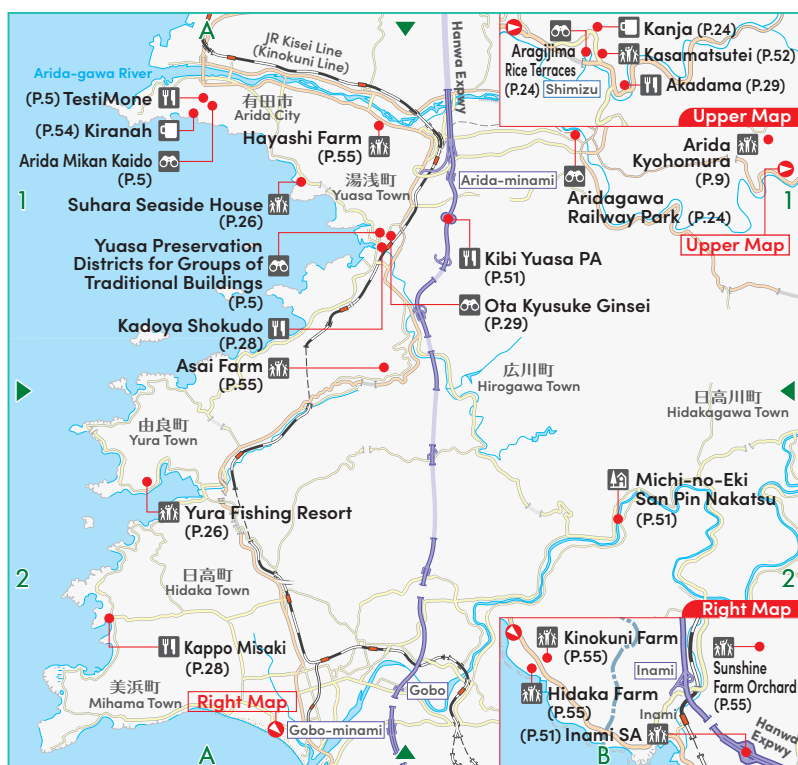 A
JR Kisei Line
(Kinokuni Line)
Hanwa Expwy
Kanja (P.24)
Aragijima
Rice Terraces
(P.24)
Shimizu
Kasamatsutei (P.52)
Akadama (P.29)
Upper Map
Arida-gawa River
(P.5) TestiMone
有田市
Arida City
(P.54) Kiranah
Arida Mikan Kaido
(P.5)
Hayashi Farm
(P.55)
Arida
Kyohomura
(P.9)
1
1
湯浅町
Yuasa Town
Arida-minami
Aridagawa
Railway Park (P.24)
Upper Map
Suhara Seaside House
(P.26)
Yuasa Preservation
Districts for Groups of
Traditional Buildings
(P.5)
Kibi Yuasa PA
(P.51)
Ota Kyusuke Ginsei
(P.29)
Kadoya Shokudo
(P.28)
Asai Farm
(P.55)
広川町
Hirogawa Town
日高川町
Hidakagawa Town
由良町
Yura Town
Michi-no-Eki
San Pin Nakatsu
(P.51)
Yura Fishing Resort
(P.26)
2
2
日高町
Hidaka Town
Kappo Misaki
(P.28)
美浜町
Mihama Town
Right Map
Gobo
Gobo-minami
A
Right Map
Kinokuni Farm
(P.55)
Inami
Sunshine
Farm Orchard
(P.55)
Hidaka Farm
(P.55)
Inami
(P.51) Inami SA
Hanwa
Expwy
B